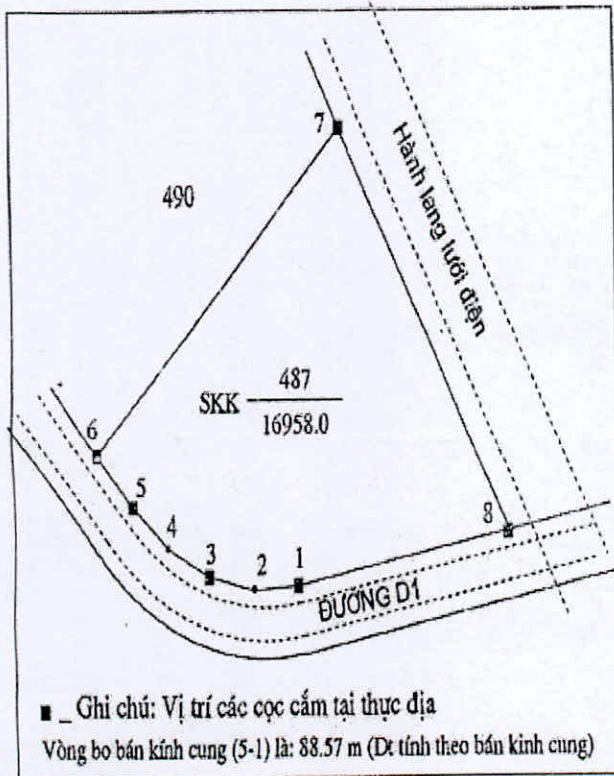 7
490
Hành lang lưới điện
SKK 487
16958.0
6
5
4
3
2
1
8
ĐƯỜNG D1
■ _ Ghi chú: Vị trí các cọc cắm tại thực địa
Vòng bo bán kính cung (5-1) là: 88.57 m (Dt tính theo bán kinh cung)